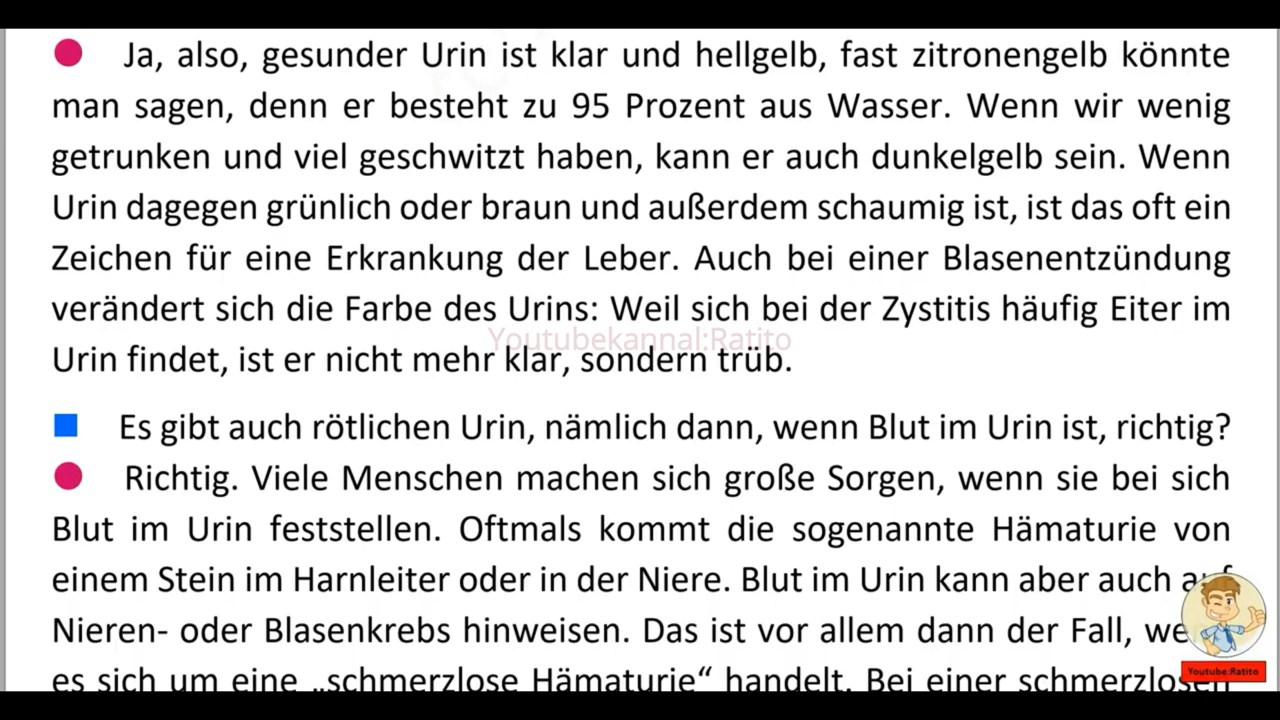 Ja, also, gesunder Urin ist klar und hellgelb, fast zitronengelb könnte
man sagen, denn er besteht zu 95 Prozent aus Wasser. Wenn wir wenig
getrunken und viel geschwitzt haben, kann er auch dunkelgelb sein. Wenn
Urin dagegen grünlich oder braun und außerdem schaumig ist, ist das oft ein
Zeichen für eine Erkrankung der Leber. Auch bei einer Blasenentzündung
verändert sich die Farbe des Urins: Weil sich bei der Zystitis häufig Eiter im
Youtubekannal:Ratito
Urin findet, ist er nicht mehr klar, sondern trüb.
Es gibt auch rötlichen Urin, nämlich dann, wenn Blut im Urin ist, richtig?
Richtig. Viele Menschen machen sich große Sorgen, wenn sie bei sich
Blut im Urin feststellen. Oftmals kommt die sogenannte Hämaturie von
einem Stein im Harnleiter oder in der Niere. Blut im Urin kann aber auch
Nieren- oder Blasenkrebs hinweisen. Das ist vor allem dann der Fall,
es sich um eine „schmerzlose Hämaturie“ handelt. Bei einer schmerzlosen
Youtube:Ratito